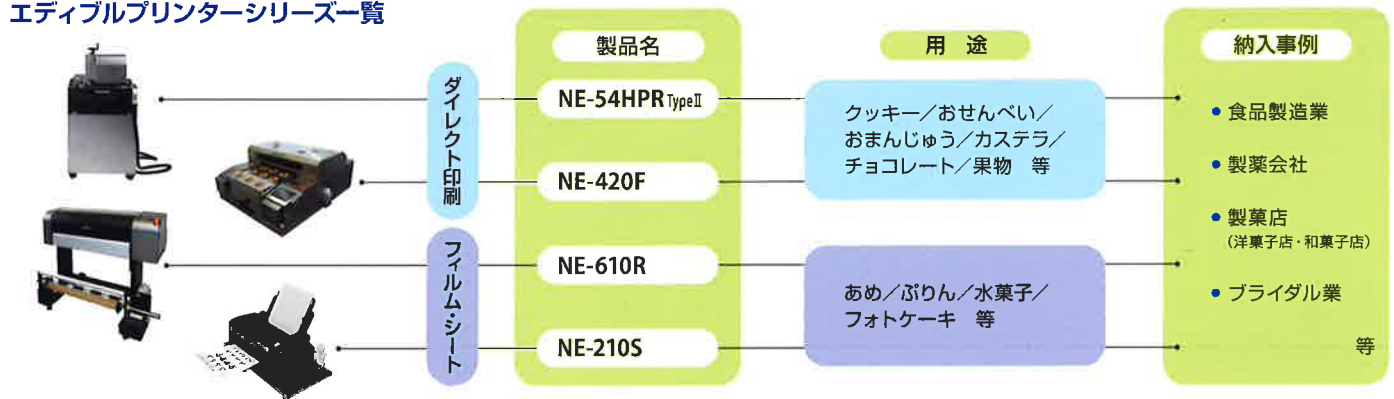 エディブルプリンターシリーズ一覧
製品名
用　途
納入事例
ダイレクト印刷
NE-54HPR TypeⅡ
NE-420F
クッキー／おせんべい／
おまんじゅう／カステラ／
チョコレート／果物　等
フィルム・シート
NE-610R
NE-210S
あめ／ぷりん／水菓子／
フォトケーキ　等
● 食品製造業
● 製薬会社
● 製菓店
（洋菓子店・和菓子店）
● ブライダル業
等